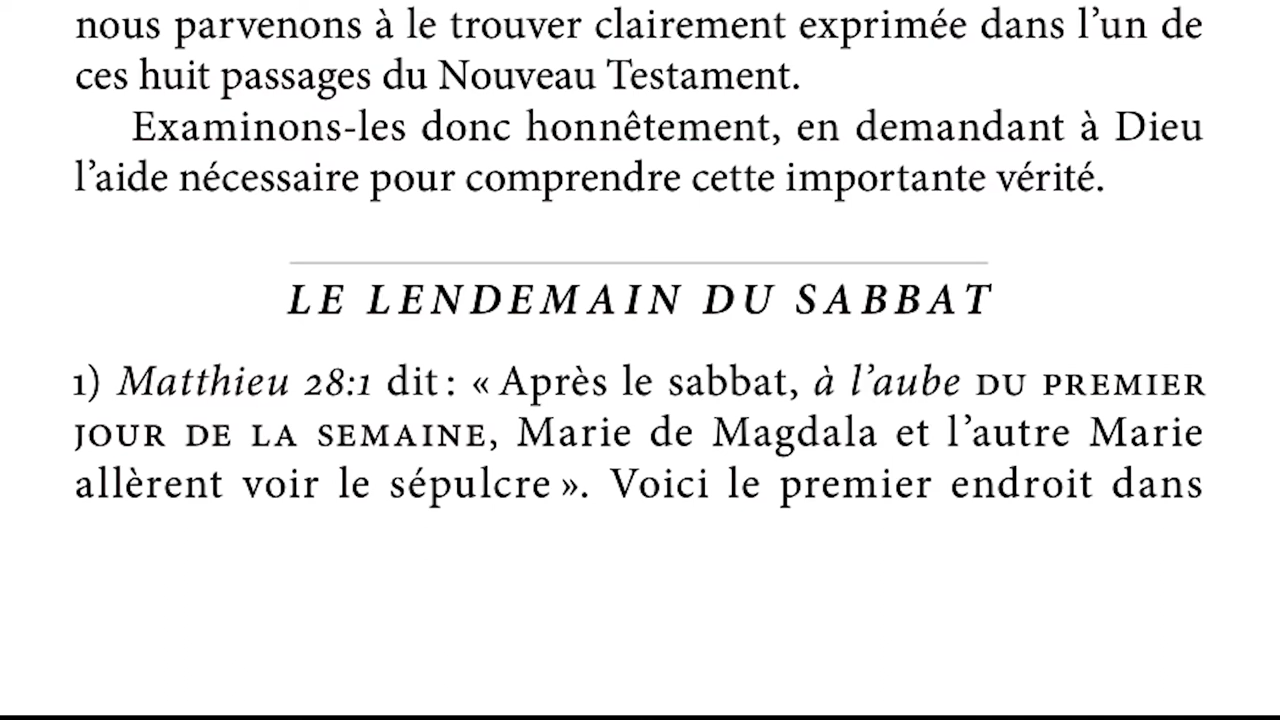 nous parvenons à le trouver clairement exprimée dans l’un de
ces huit passages du Nouveau Testament.
Examinons-les donc honnêtement, en demandant à Dieu
l’aide nécessaire pour comprendre cette importante vérité.
LE LENDEMAIN DU SABBAT
1) Matthieu 28:1 dit : « Après le sabbat, à l’aube DU PREMIER
JOUR DE LA SEMAINE, Marie de Magdala et l’autre Marie
allèrent voir le sépulcre ». Voici le premier endroit dans